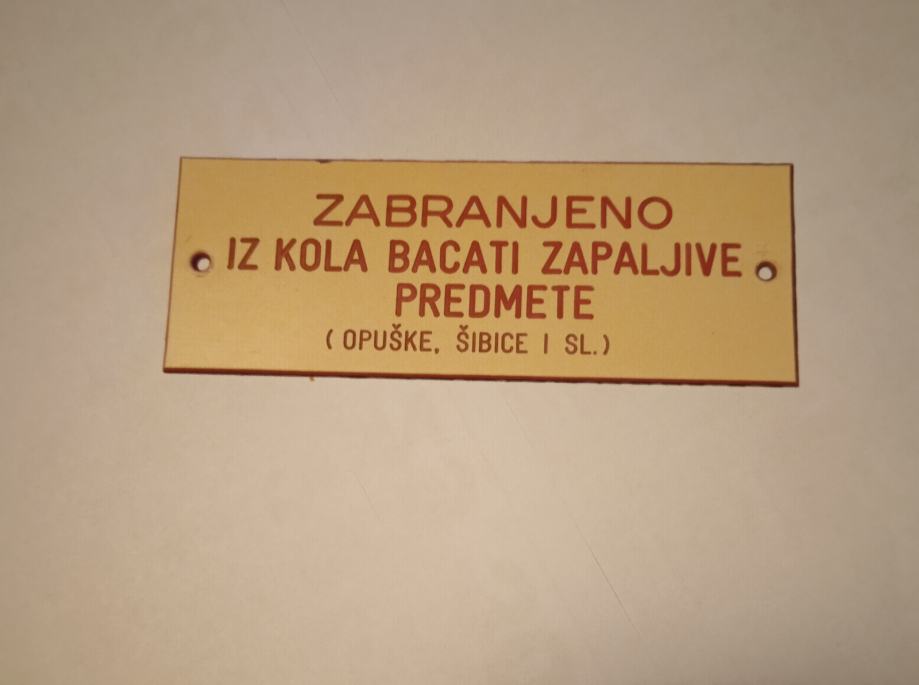 ZABRANJENO
IZ KOLA BACATI ZAPALJIVE
PREDMETE
( OPUŠKE, ŠIBICE I SL.)